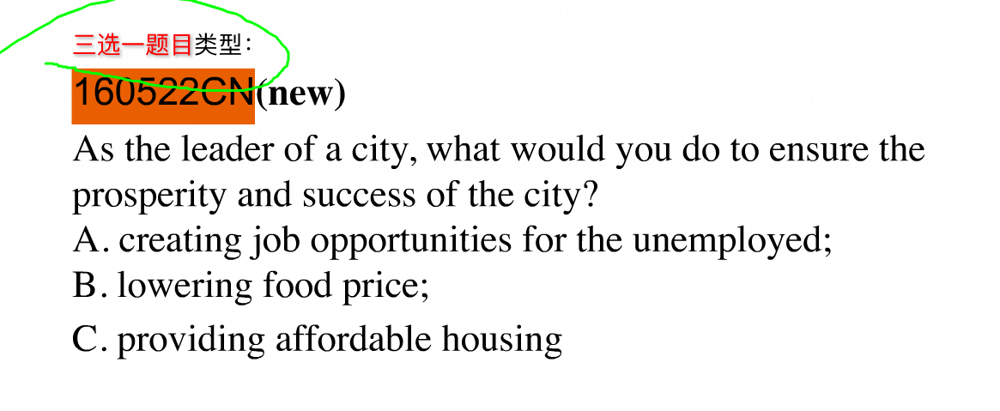 三选一题目类型：
160522CN(new)
As the leader of a city, what would you do to ensure the
prosperity and success of the city?
A. creating job opportunities for the unemployed;
B. lowering food price;
C. providing affordable housing